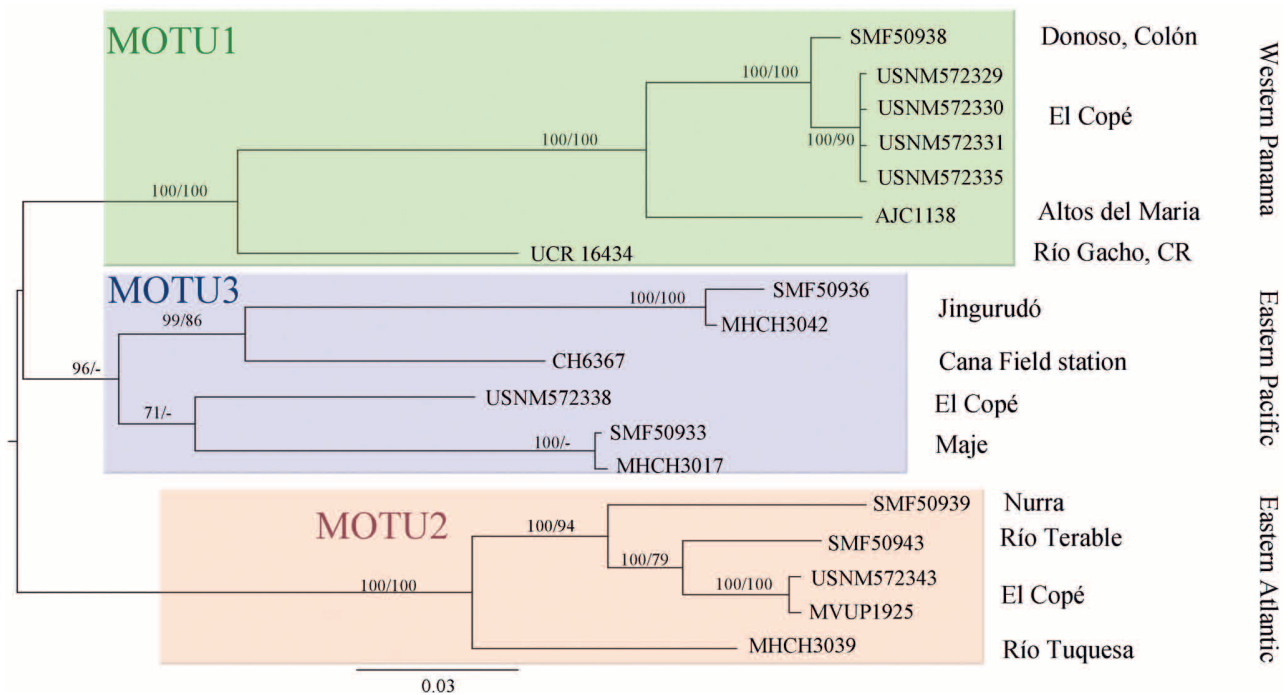 MOTU1
SMF50938
Donoso, Colón
100/100
USNM572329
USNM572330
El Copé
100/100
100/90
USNM572331
USNM572335
100/100
AJC1138
Altos del Maria
UCR 16434
Río Gacho, CR
Western Panama
MOTU3
SMF50936
100/100
Jingurudó
99/86
MHCH3042
CH6367
Cana Field station
96/-
USNM572338
El Copé
71/-
SMF50933
100/-
Maje
MHCH3017
Eastern Pacific
MOTU2
SMF50939
Nurra
100/94
SMF50943
Río Terable
100/79
USNM572343
100/100
100/100
El Copé
MVUP1925
MHCH3039
Río Tuquesa
Eastern Atlantic
0.03